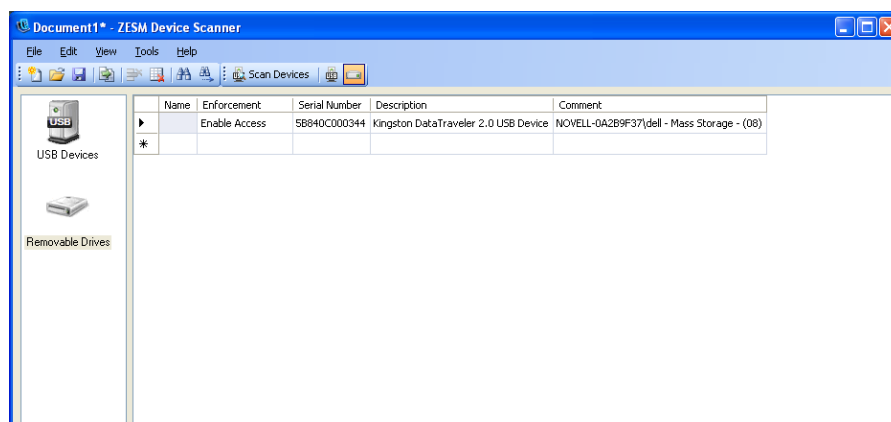 Document1* - ZESM Device Scanner
File Edit View Tools Help
Scan Devices
Name Enforcement Serial Number Description Comment
Enable Access 5B840C000344 Kingston DataTraveler 2.0 USB Device NOVELL-0A2B9F37\dell - Mass Storage - (08)
USB
USB Devices
Removable Drives